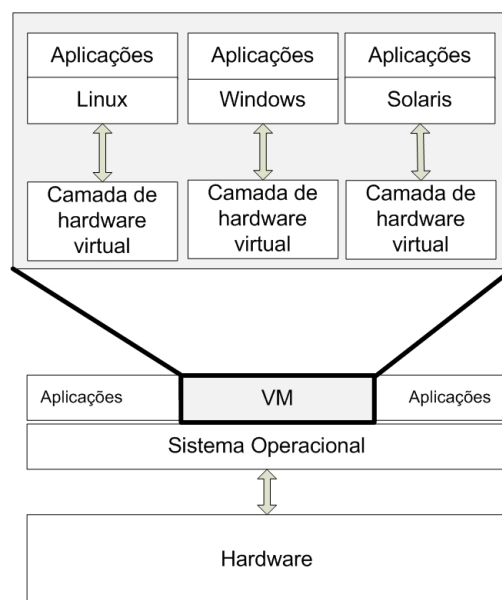 Aplicações
Aplicações
Aplicações
Linux
Windows
Solaris
Camada de
hardware
virtual
Camada de
hardware
virtual
Camada de
hardware
virtual
Aplicações
VM
Aplicações
Sistema Operacional
Hardware